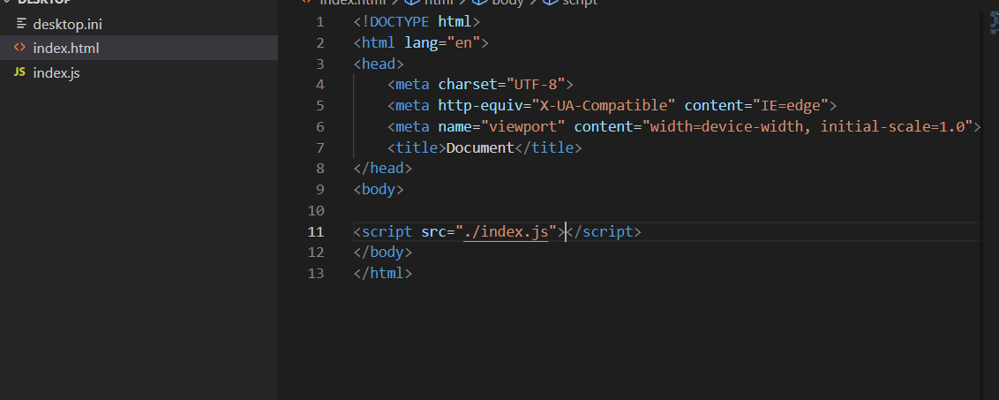 DESKTOP
desktop.ini
index.html
JS index.js
index.html > html > body > script
1 <!DOCTYPE html>
2 <html lang="en">
3 <head>
4 <meta charset="UTF-8">
5 <meta http-equiv="X-UA-Compatible" content="IE=edge">
6 <meta name="viewport" content="width=device-width, initial-scale=1.0">
7 <title>Document</title>
8 </head>
9 <body>
10
11 <script src="./index.js"></script>
12 </body>
13 </html>